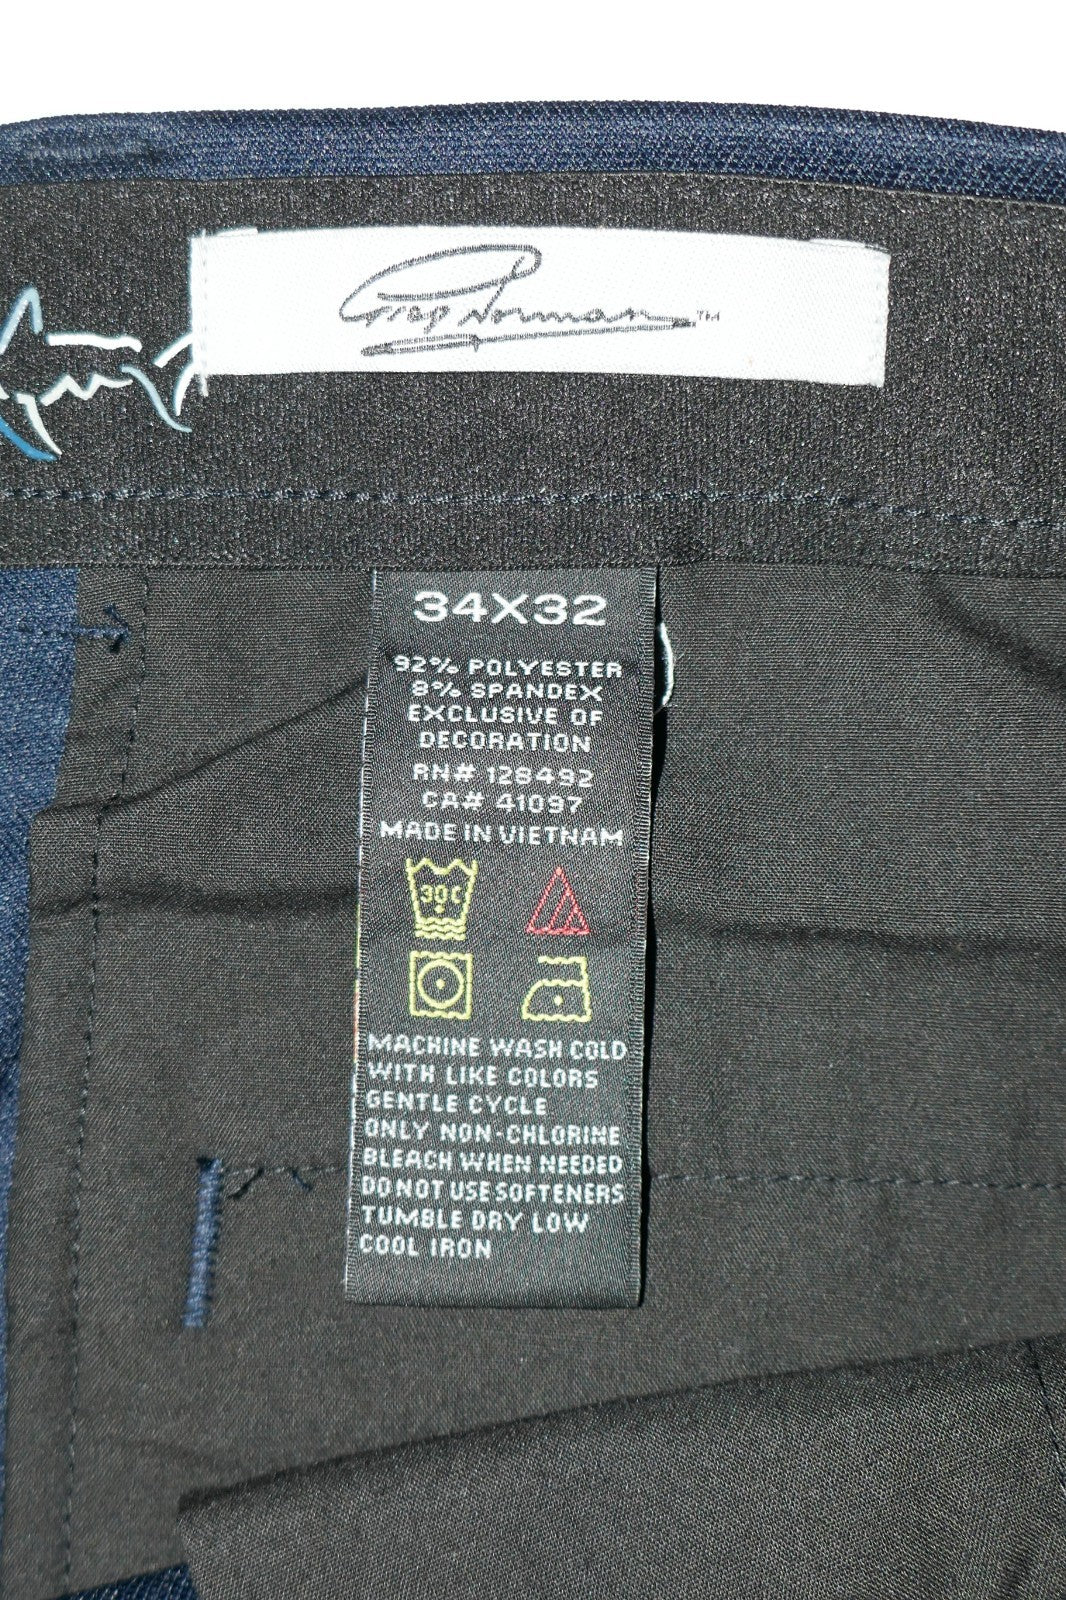 Greg Norman™
34X32
92% POLYESTER
8% SPANDEX
EXCLUSIVE OF
DECORATION
RN# 128492
CA# 41097
MADE IN VIETNAM
30C
MACHINE WASH COLD
WITH LIKE COLORS
GENTLE CYCLE
ONLY NON-CHLORINE
BLEACH WHEN NEEDED
DO NOT USE SOFTENERS
TUMBLE DRY LOW
COOL IRON